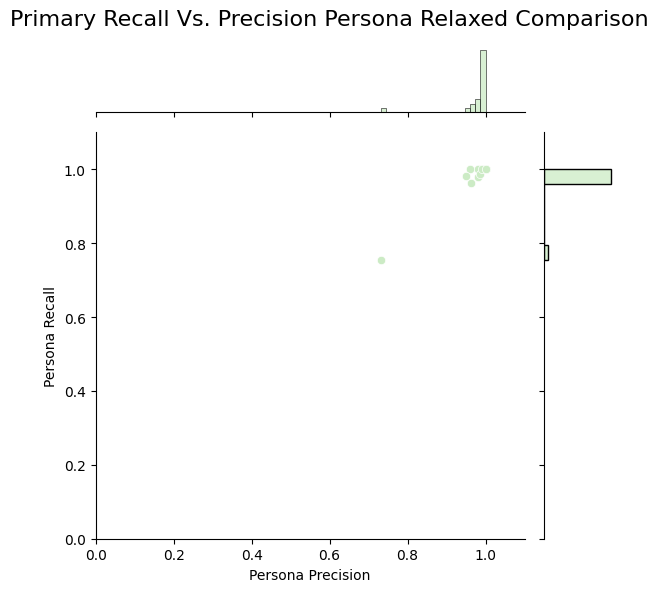 Primary Recall Vs. Precision Persona Relaxed Comparison
1.0
0.8
0.6
0.4
0.2
0.0
Persona Recall
0.0 0.2 0.4 0.6 0.8 1.0
Persona Precision